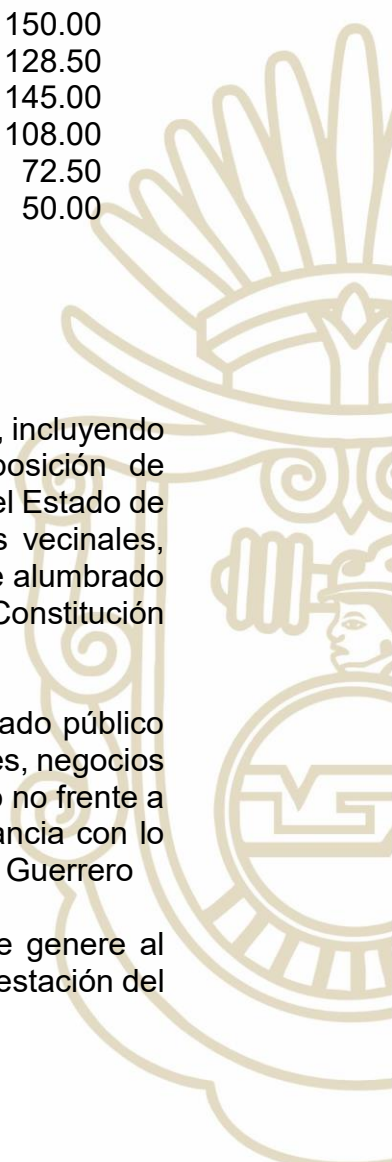 150.00
128.50
145.00
108.00
72.50
50.00
, incluyendo
posición de
el Estado de
s vecinales,
e alumbrado
Constitución
ado público
es, negocios
o no frente a
ancia con lo
Guerrero
e genere al
estación del